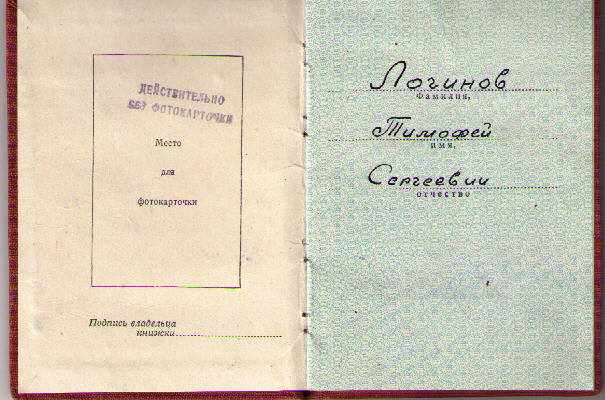 ДЕЙСТВИТЕЛЬНО
БЕЗ ФОТОКАРТОЧКИ
Место
для
фотокарточки
Подпись владельца
книжки
Логинов
Фамилия,
Тимофей
имя,
Сергеевич
отчество